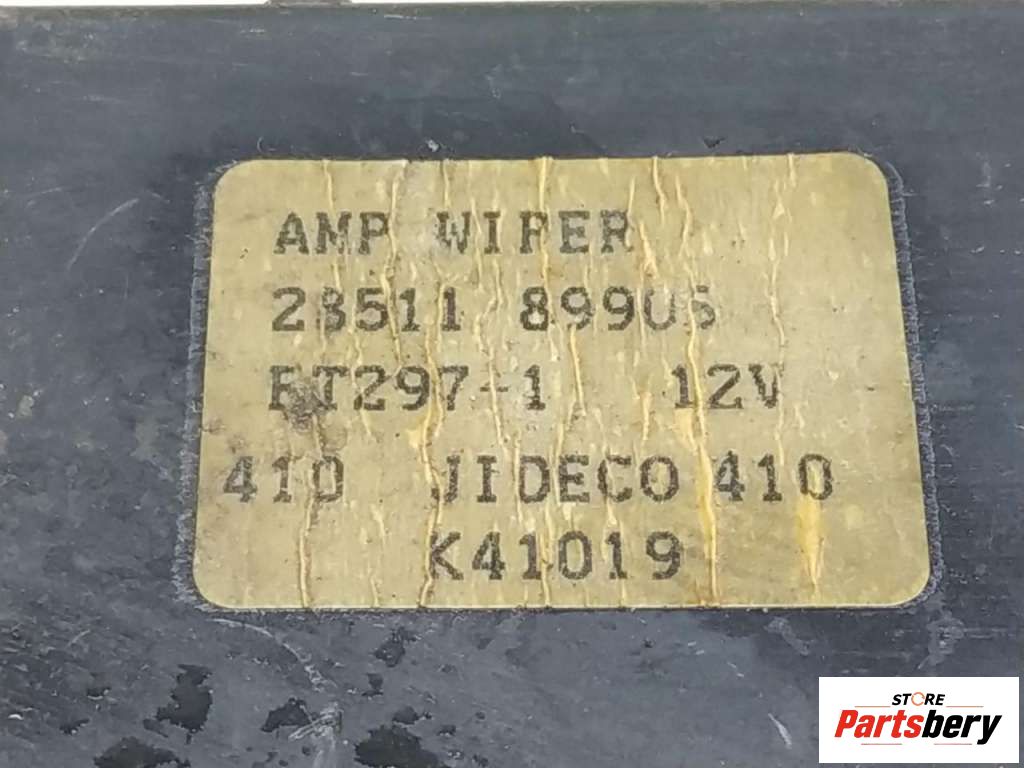 AMP WIPER
28511 89905
ET297-1 12V
410 JIDECO 410
K41019
STORE
Partsbery